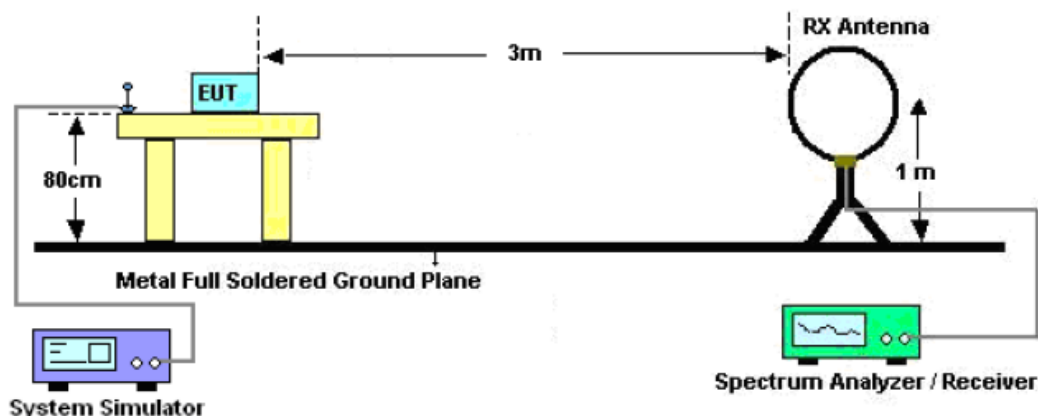 RX Antenna
3m
EUT
80cm
1 m
Metal Full Soldered Ground Plane
System Simulator
Spectrum Analyzer / Receiver